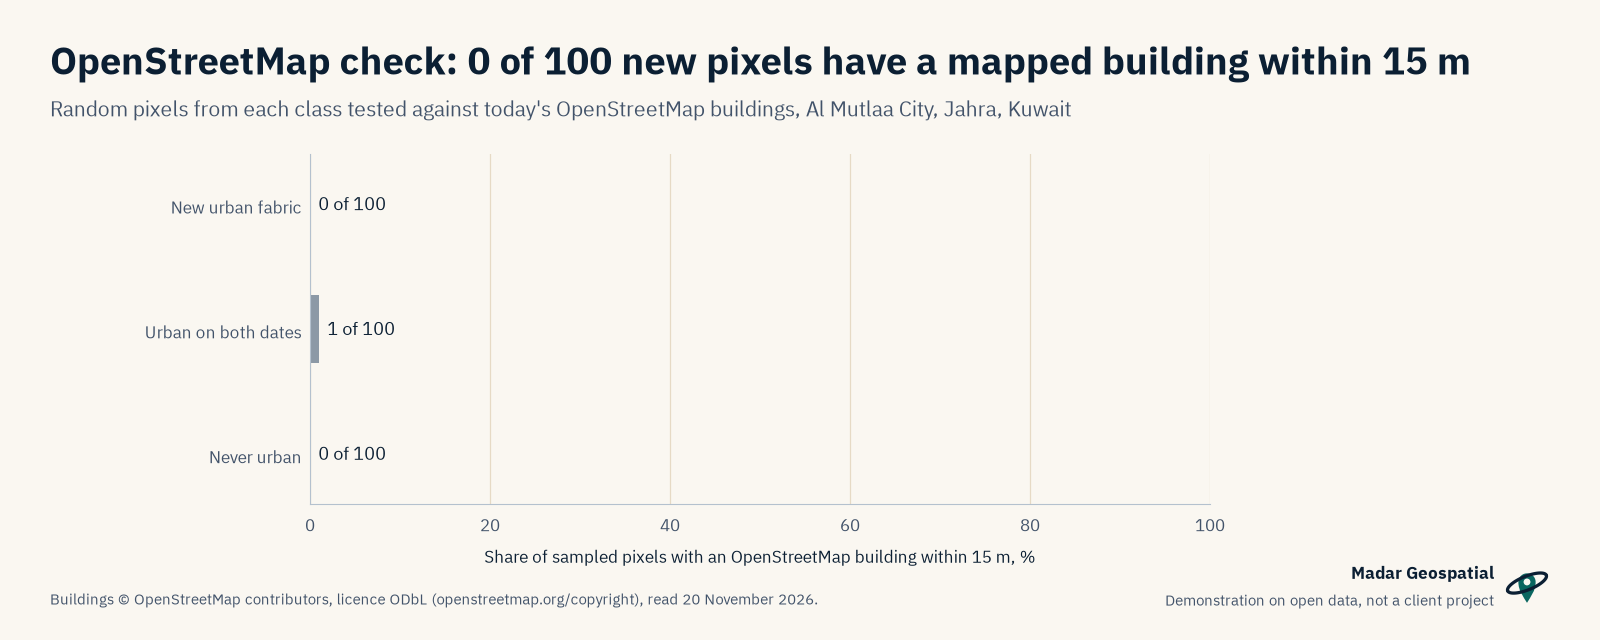 OpenStreetMap check: 0 of 100 new pixels have a mapped building within 15 m
Random pixels from each class tested against today's OpenStreetMap buildings, Al Mutlaa City, Jahra, Kuwait
New urban fabric
0 of 100
Urban on both dates
1 of 100
Never urban
0 of 100
0 20 40 60 80 100
Share of sampled pixels with an OpenStreetMap building within 15 m, %
Madar Geospatial
Buildings © OpenStreetMap contributors, licence ODbL (openstreetmap.org/copyright), read 20 November 2026.
Demonstration on open data, not a client project